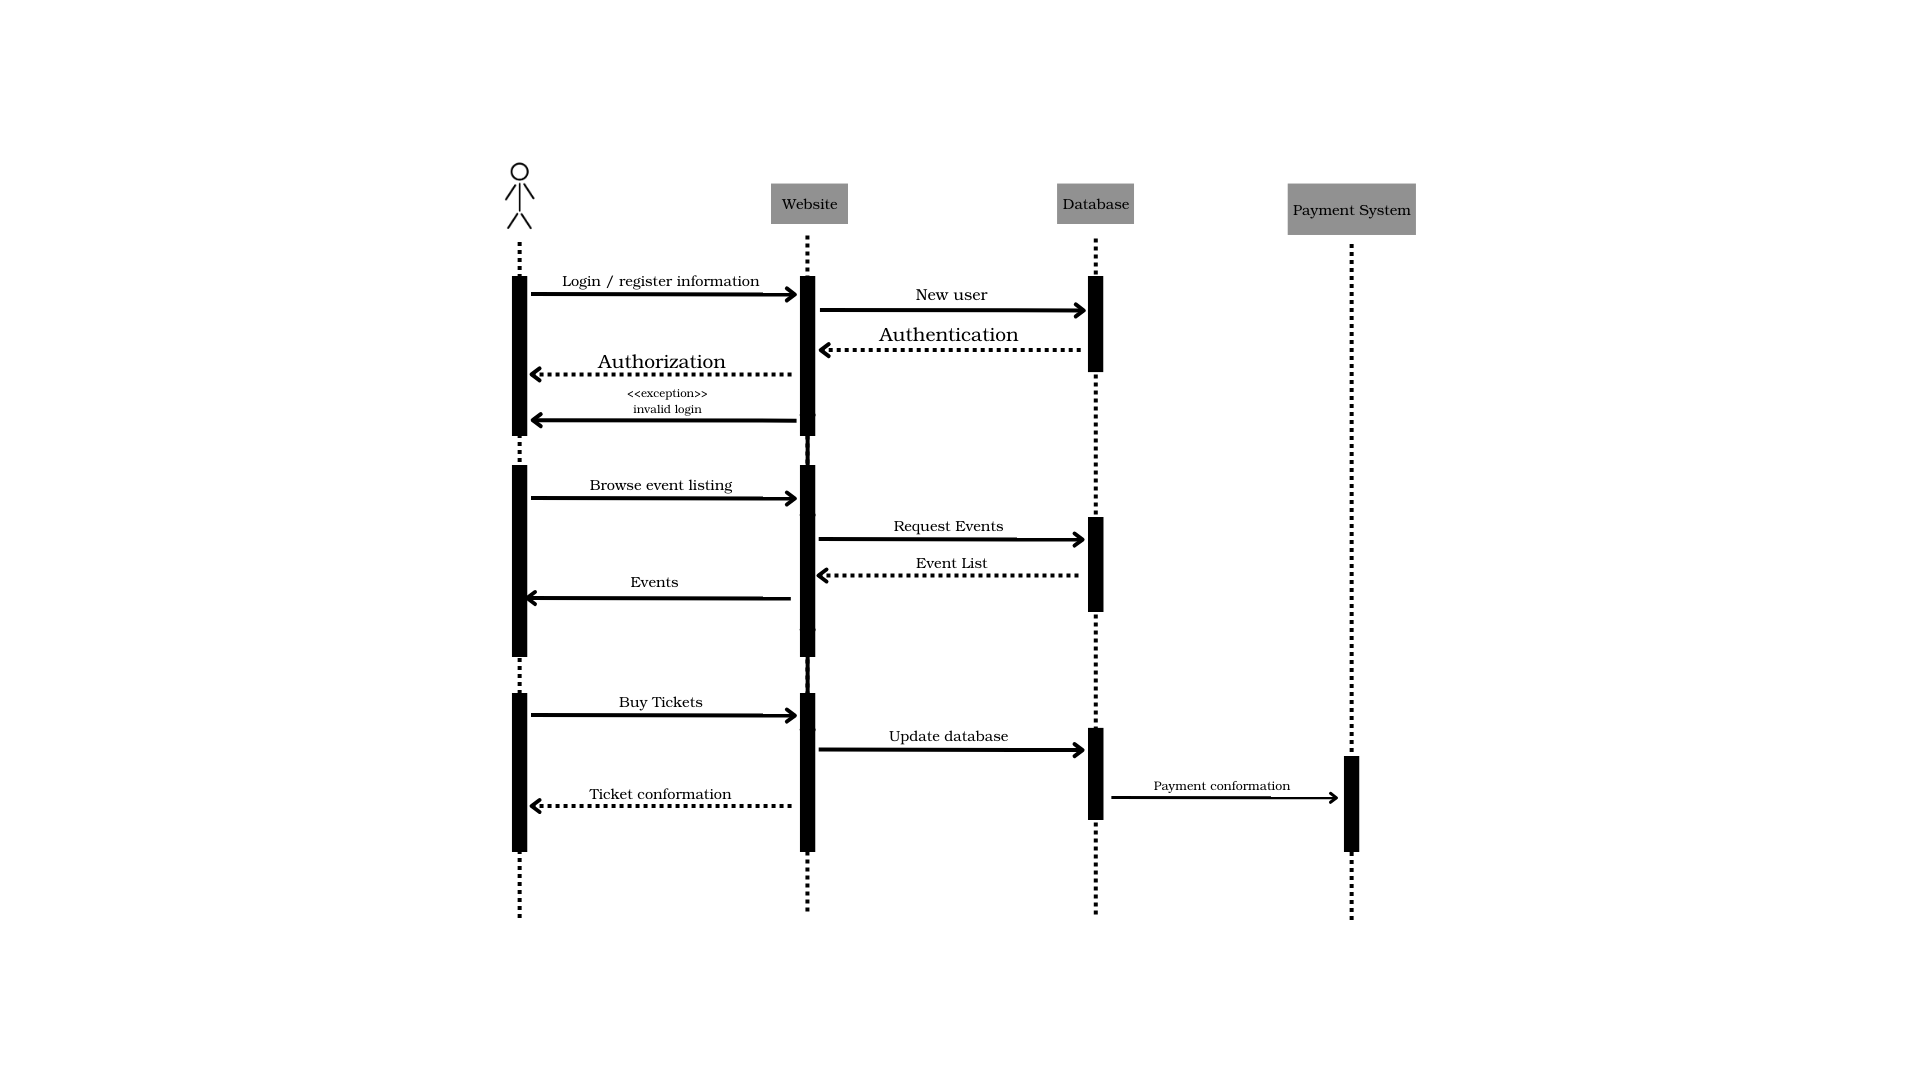 Website
Database
Payment System
Login / register information
New user
Authentication
Authorization
<<exception>>
invalid login
Browse event listing
Request Events
Event List
Events
Buy Tickets
Update database
Payment conformation
Ticket conformation